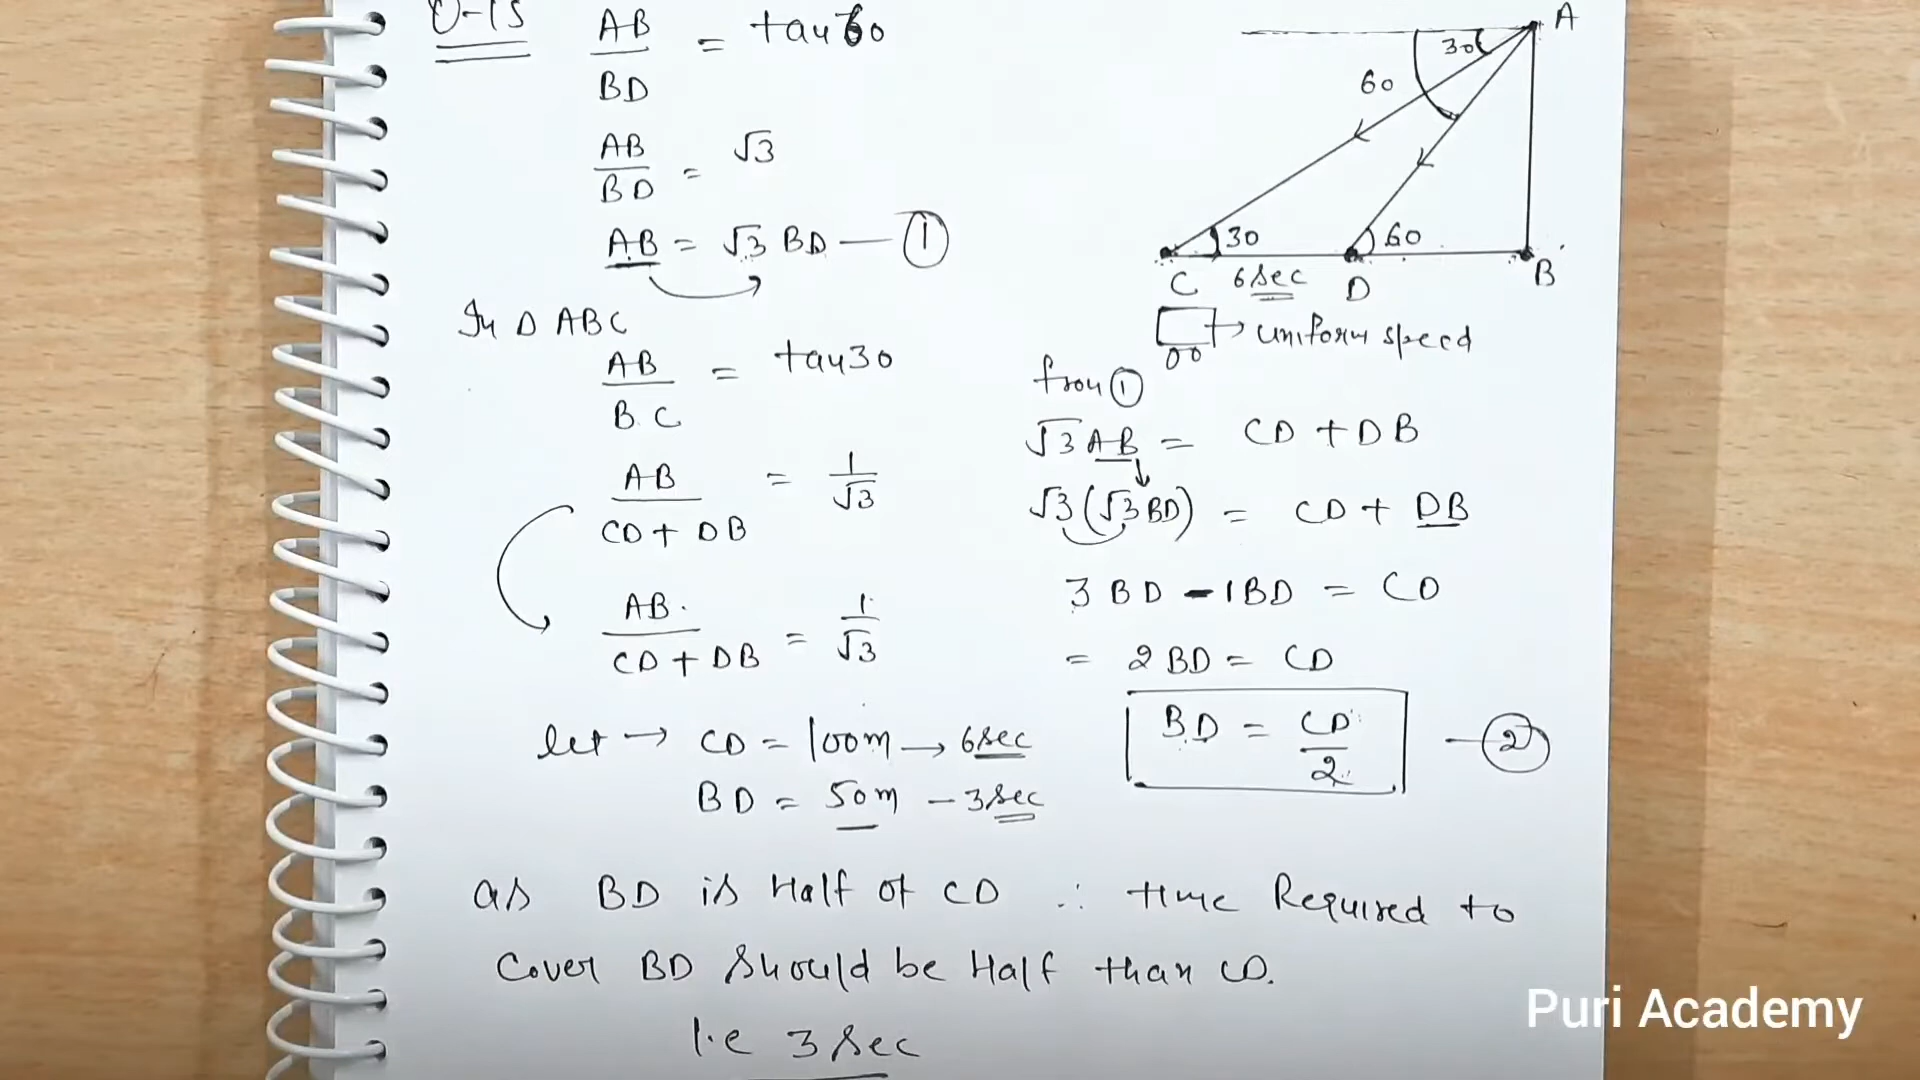 Q-15
AB/BD = tan60
AB/BD = √3
AB = √3 BD — ①
In Δ ABC
AB/B.C = tan30
AB/CD + DB = 1/√3
AB./CD + DB = 1/√3
let → CD = 100m → 6sec
BD = 50m – 3sec
A
30
60
30
60
C 6sec D B
→ uniform speed
from ①
√3 AB = CD + DB
√3 (√3 BD) = CD + DB
3 BD – 1BD = CD
= 2 BD = CD
BD = CD/2 — ②
as BD is Half of CD ∴ time Required to
Cover BD Should be Half than CD.
I.e 3 Sec
Puri Academy